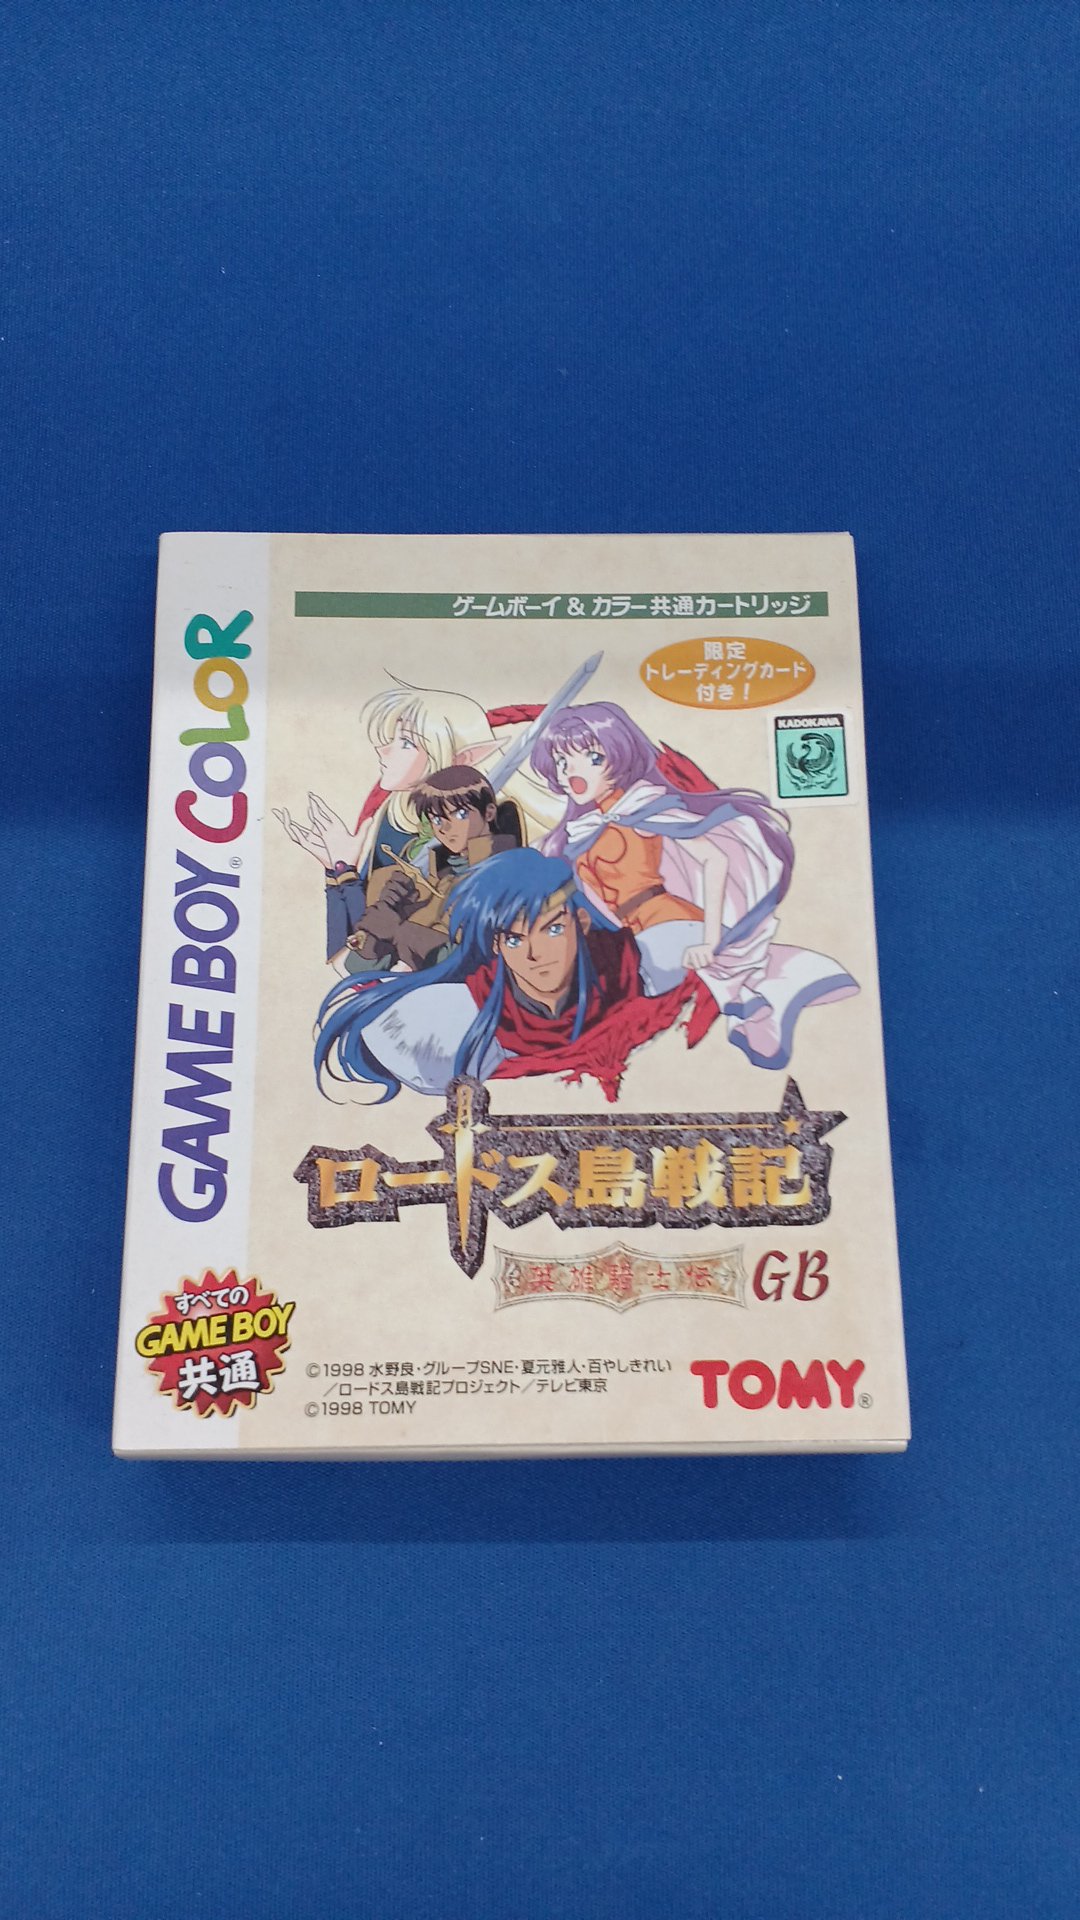 ゲームボーイ&カラー共通カートリッジ
限定
トレーディングカード
付き!
KADOKAWA
GAME BOY COLOR
®
ロードス島戦記
英雄騎士伝 GB
すべての
GAME BOY
共通
©1998 水野良・グループSNE・夏元雅人・百やしきれい
/ロードス島戦記プロジェクト/テレビ東京
©1998 TOMY
TOMY®